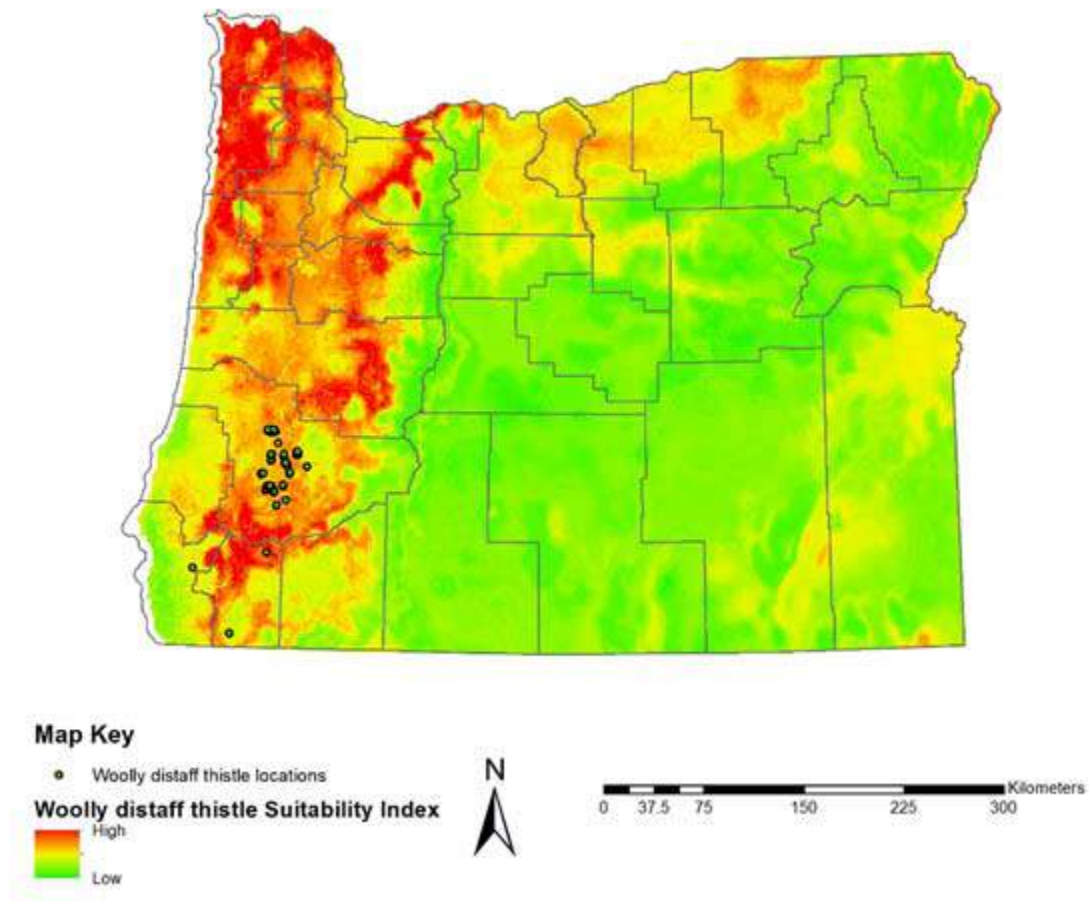 Map Key
Woolly distaff thistle locations
Woolly distaff thistle Suitability Index
High
Low
N
Kilometers
0 37.5 75 150 225 300